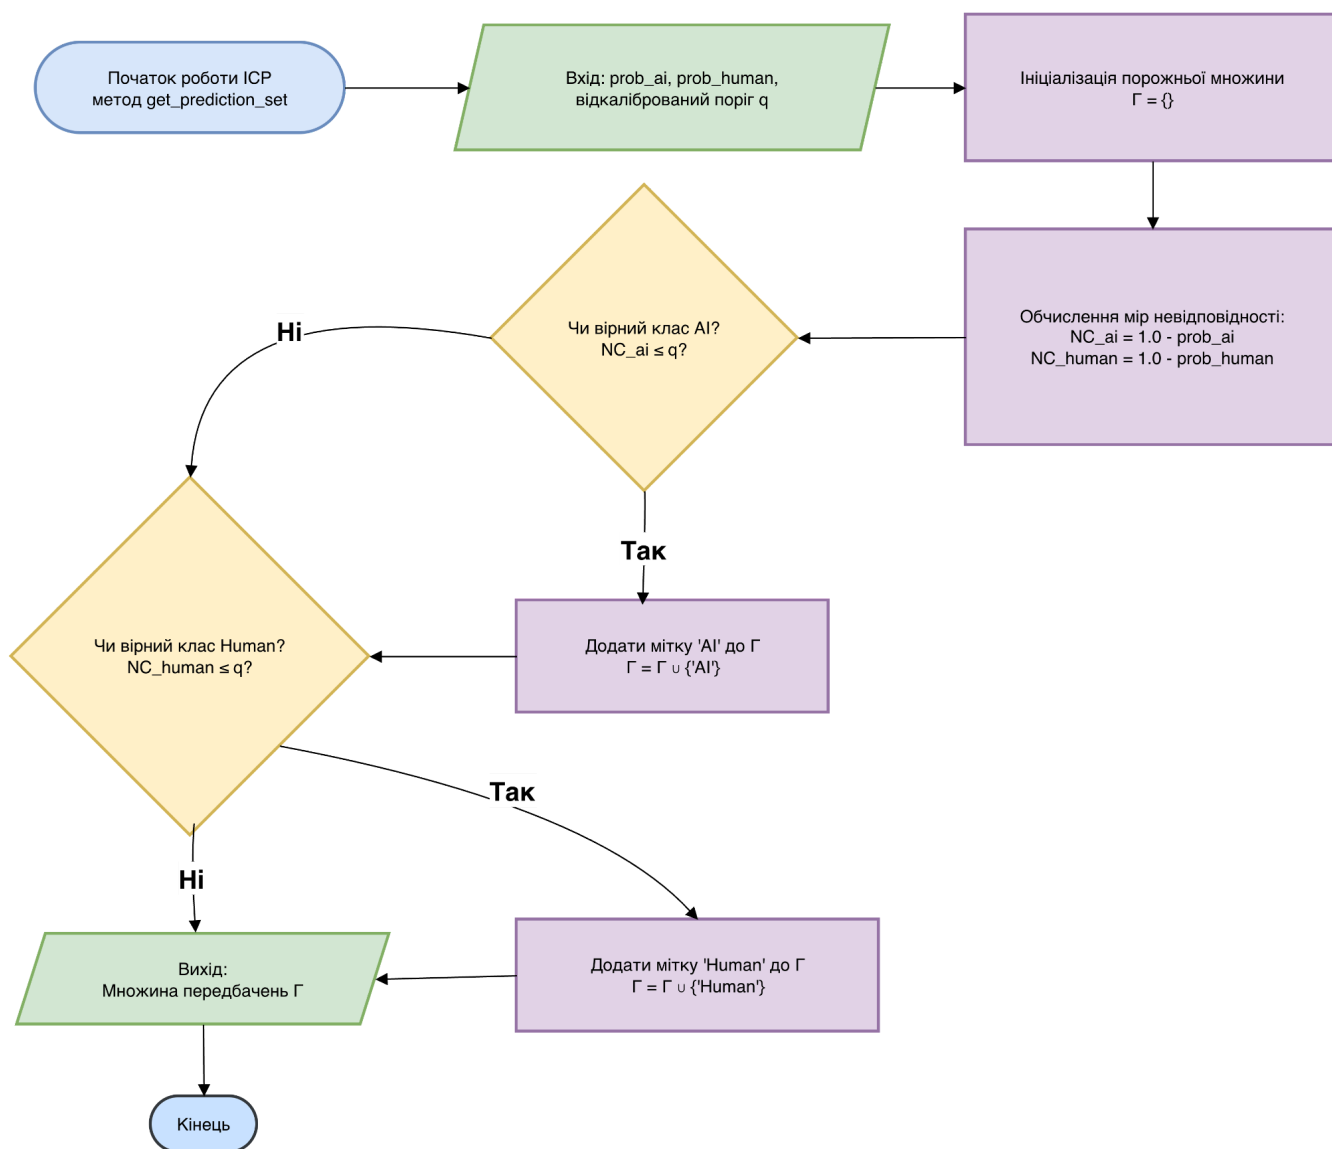 Початок роботи ICP
метод get_prediction_set
Вхід: prob_ai, prob_human,
відкалібрований поріг q
Ініціалізація порожньої множини
Γ = {}
Обчислення мір невідповідності:
NC_ai = 1.0 - prob_ai
NC_human = 1.0 - prob_human
Чи вірний клас AI?
NC_ai ≤ q?
Ні
Так
Додати мітку 'AI' до Γ
Γ = Γ ∪ {'AI'}
Чи вірний клас Human?
NC_human ≤ q?
Так
Ні
Додати мітку 'Human' до Γ
Γ = Γ ∪ {'Human'}
Вихід:
Множина передбачень Γ
Кінець